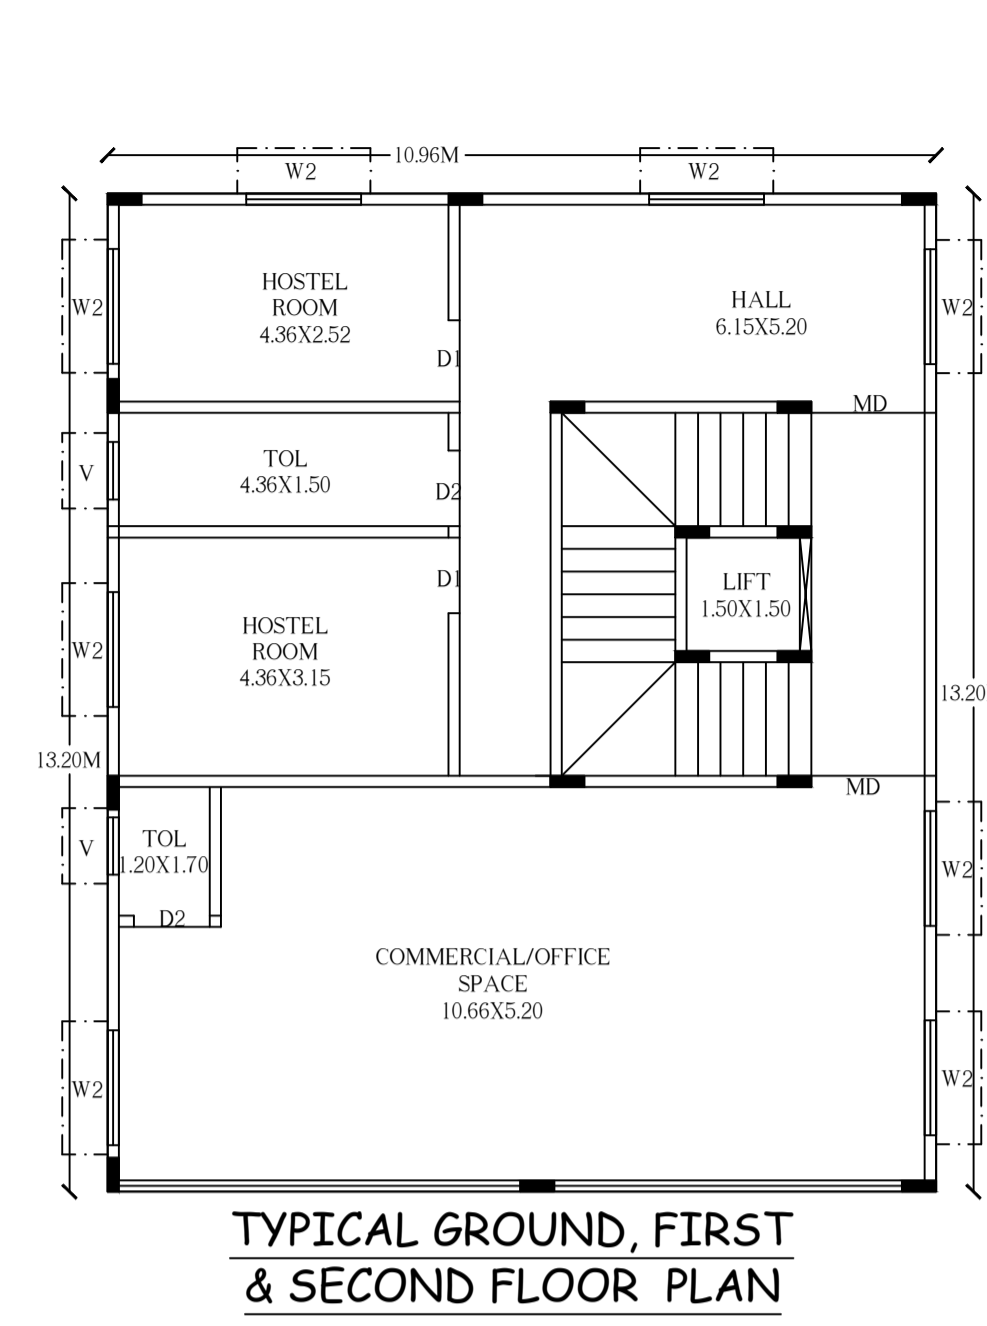 10.96M
W2
W2
HOSTEL
ROOM
4.36X2.52
W2
HALL
6.15X5.20
W2
D1
MD
TOL
4.36X1.50
V
D2
D1
LIFT
1.50X1.50
HOSTEL
ROOM
4.36X3.15
W2
13.20
13.20M
MD
TOL
1.20X1.70
V
W2
D2
COMMERCIAL/OFFICE
SPACE
10.66X5.20
W2
W2
TYPICAL GROUND, FIRST
& SECOND FLOOR PLAN